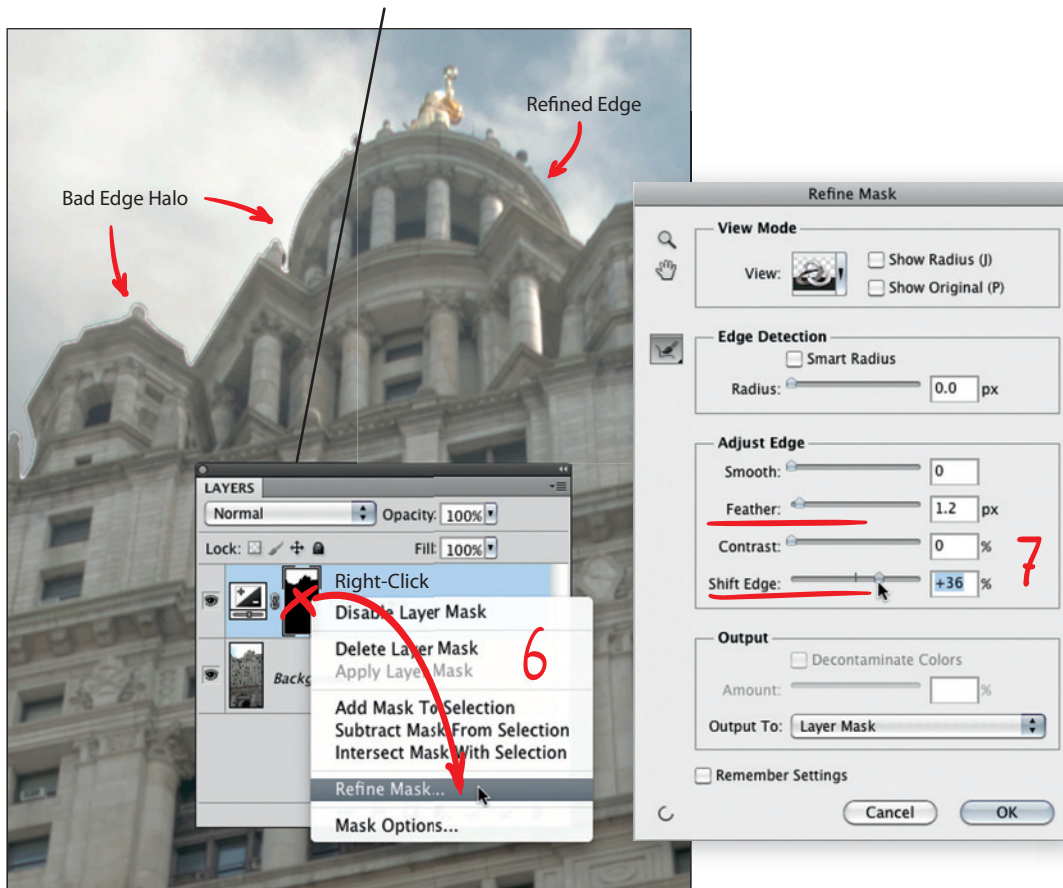 Refined Edge
Bad Edge Halo
LAYERS
Normal
Opacity: 100%
Lock:
Fill: 100%
Right-Click
Disable Layer Mask
Delete Layer Mask
Apply Layer Mask
6
Add Mask To Selection
Subtract Mask From Selection
Intersect Mask With Selection
Refine Mask...
Mask Options...
Refine Mask
View Mode
View:
Show Radius (J)
Show Original (P)
Edge Detection
Smart Radius
Radius: 0.0 px
Adjust Edge
Smooth: 0
Feather: 1.2 px
Contrast: 0 %
Shift Edge: +36 %
7
Output
Decontaminate Colors
Amount: %
Output To: Layer Mask
Remember Settings
Cancel OK